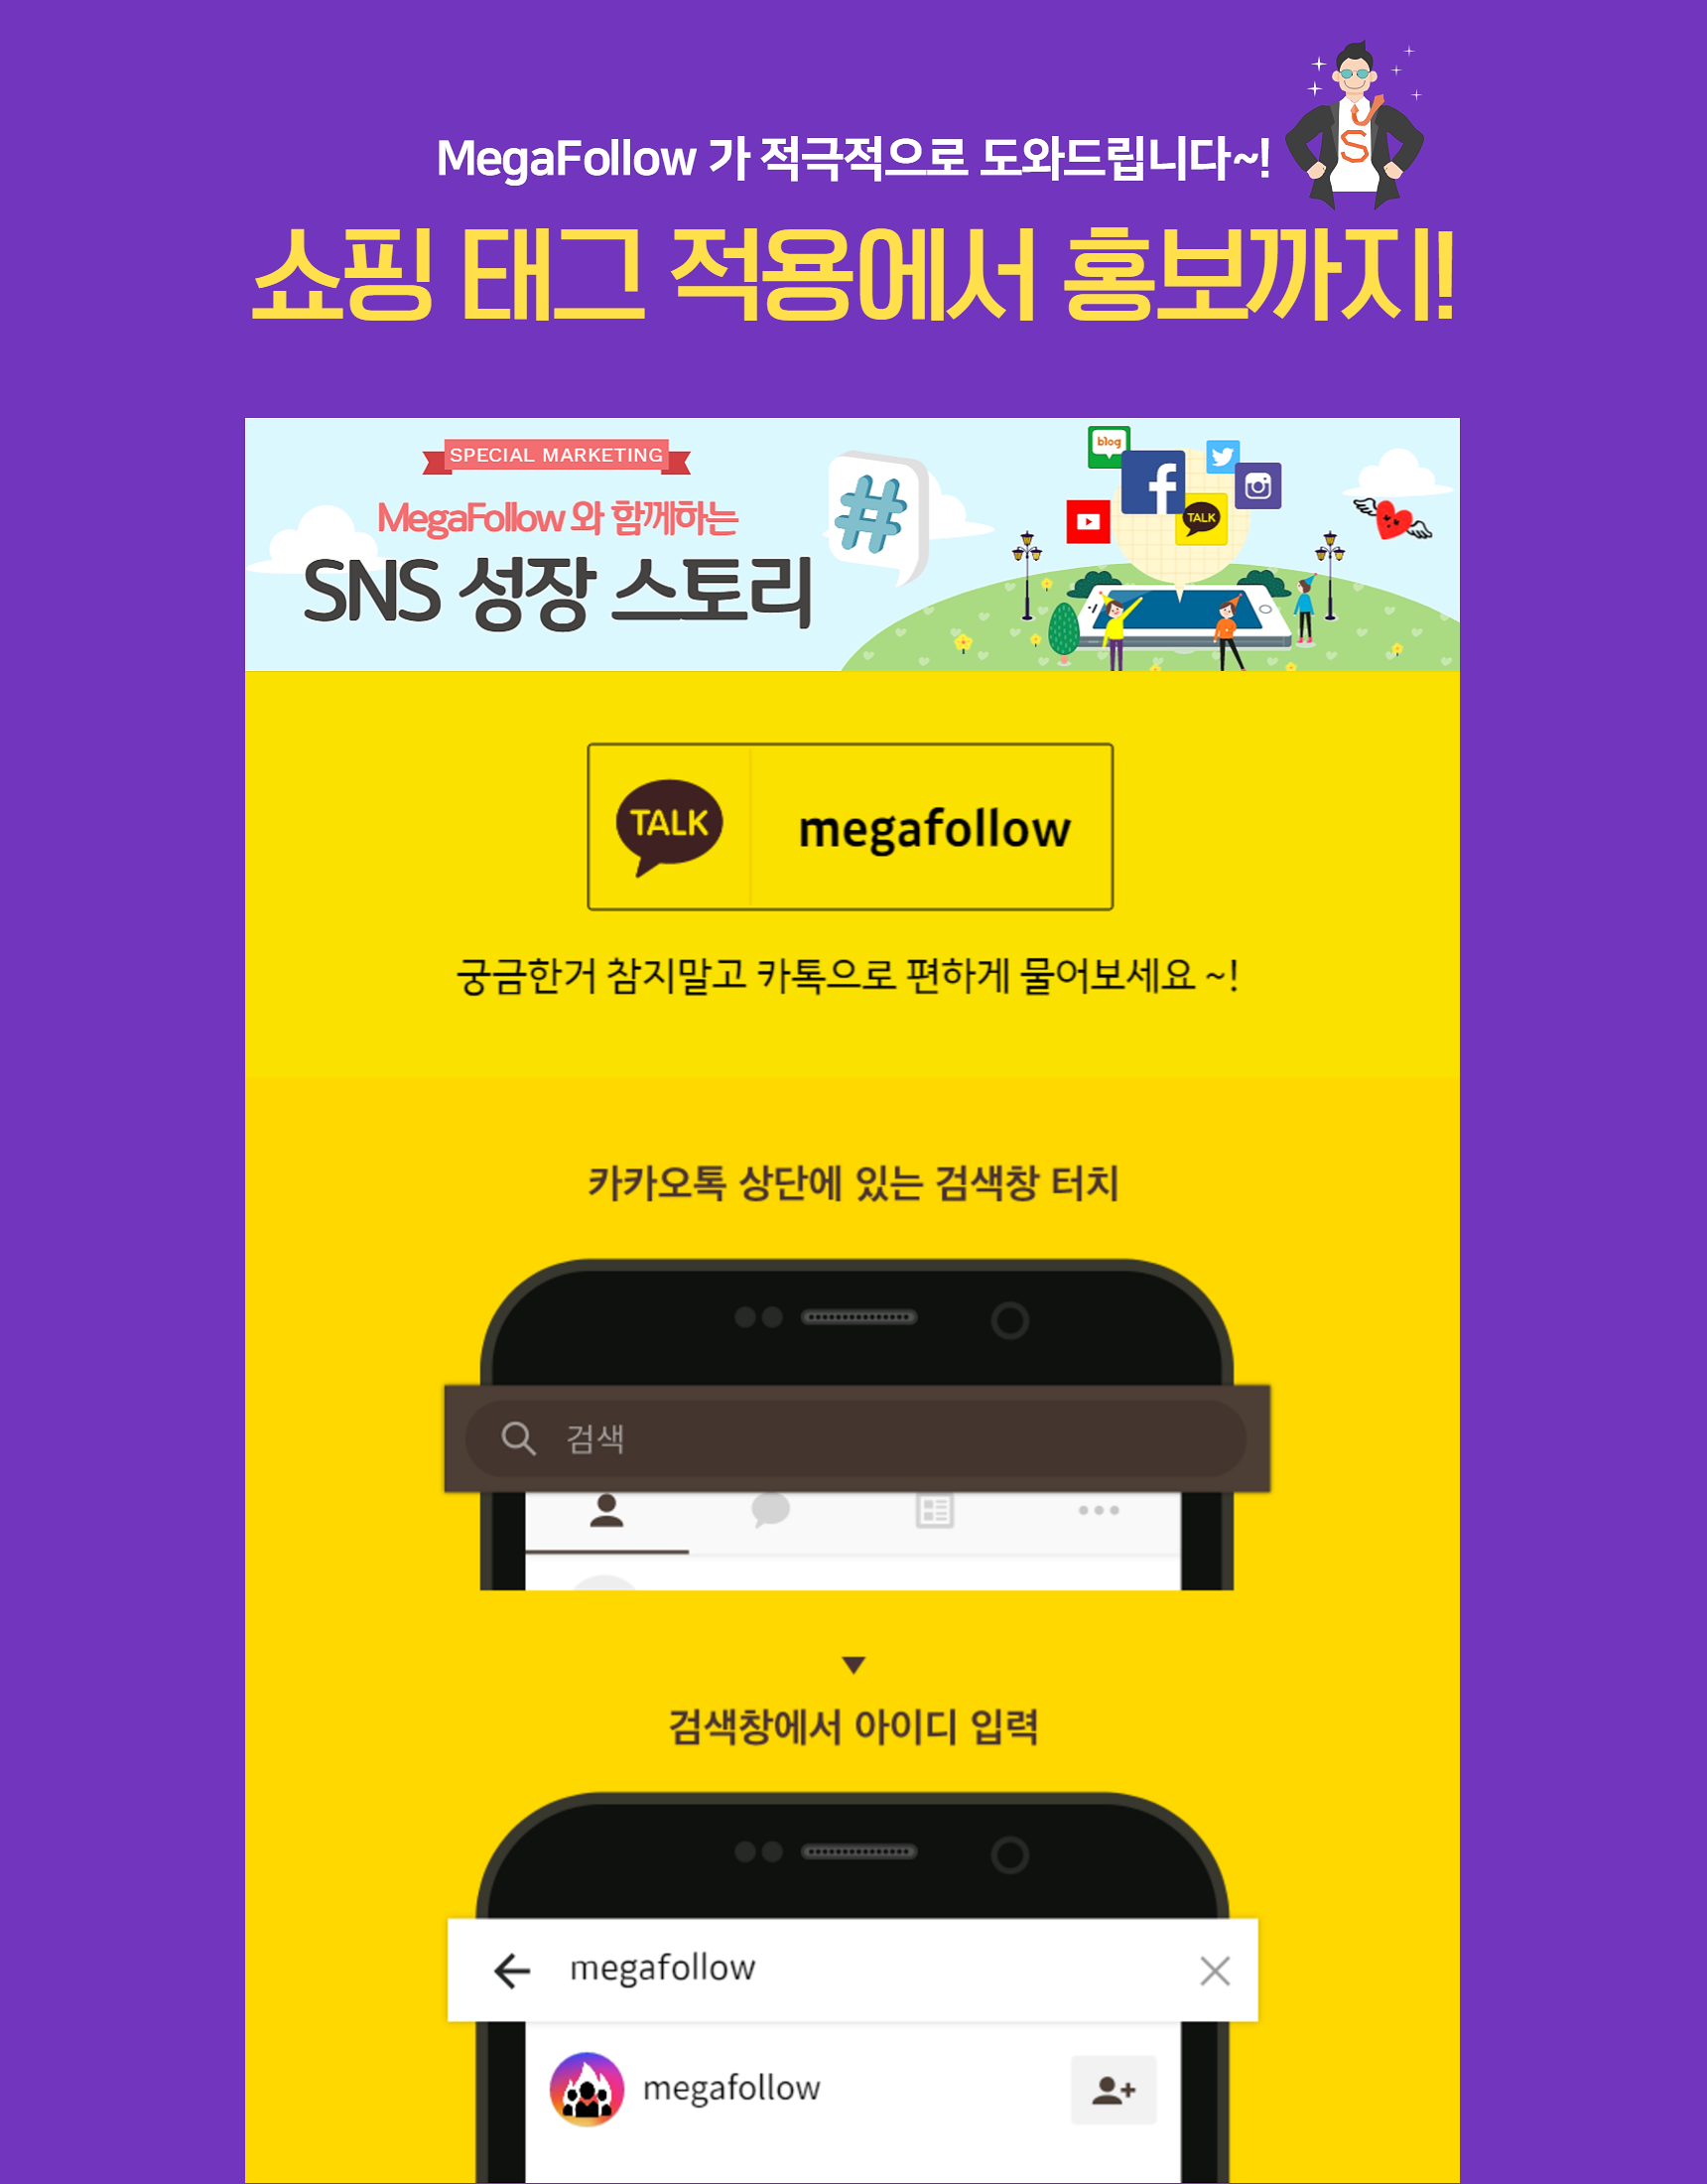 MegaFollow 가 적극적으로 도와드립니다~!
S
쇼핑 태그 적용에서 홍보까지!
SPECIAL MARKETING
MegaFollow 와 함께하는
SNS 성장 스토리
#
blog
f
TALK
TALK
megafollow
궁금한거 참지말고 카톡으로 편하게 물어보세요 ~!
카카오톡 상단에 있는 검색창 터치
검색
검색창에서 아이디 입력
megafollow
megafollow